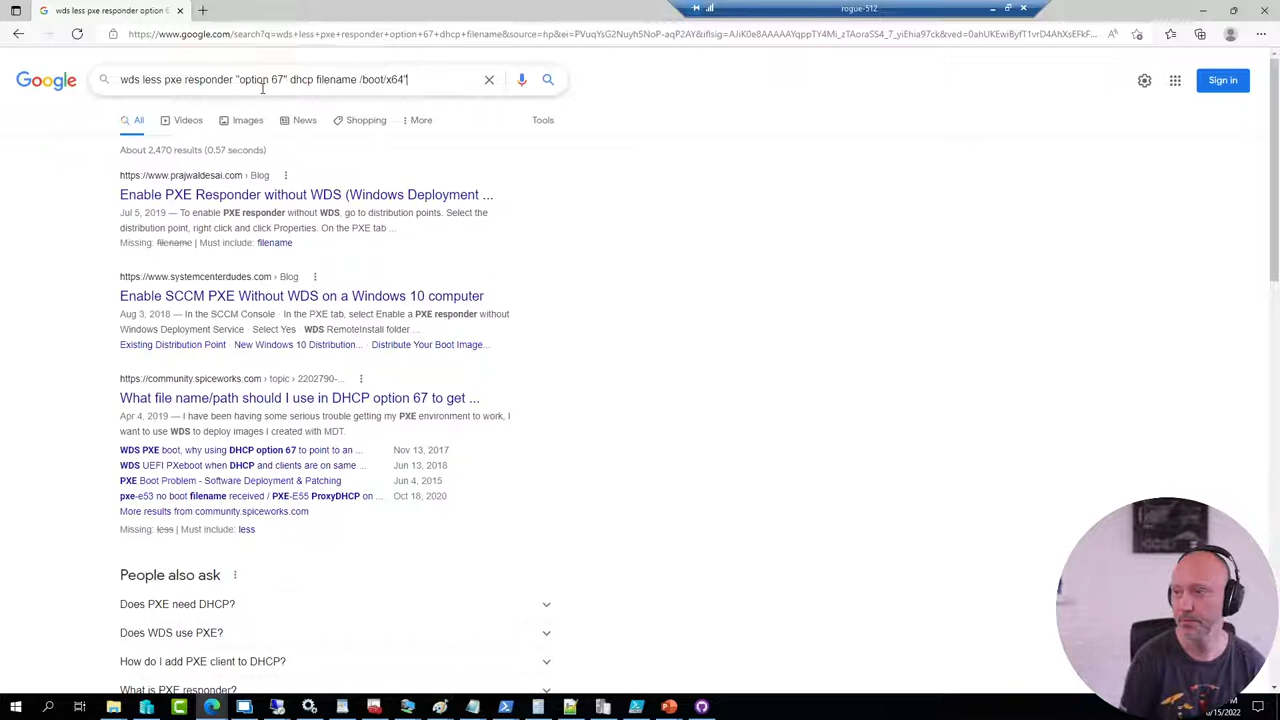 wds less pxe responder "option 67
rogue-512
https://www.google.com/search?q=wds+less+pxe+responder+option+67+dhcp+filename&source=hp&ei=PVuqYsG2Nuyh5NoP-aqP2AY&iflsig=AJiK0e8AAAAAYqppTY4Mi_zTAoraSS4_7_yiEhia97ck&ved=0ahUKEwiByfT1vrD4AhXsEFkF...
Google
wds less pxe responder "option 67" dhcp filename /boot/x64"
Sign in
All Videos Images News Shopping More Tools
About 2,470 results (0.57 seconds)
https://www.prajwaldesai.com › Blog
Enable PXE Responder without WDS (Windows Deployment ...
Jul 5, 2019 — To enable PXE responder without WDS, go to distribution points. Select the
distribution point, right click and click Properties. On the PXE tab ...
Missing: filename | Must include: filename
https://www.systemcenterdudes.com › Blog
Enable SCCM PXE Without WDS on a Windows 10 computer
Aug 3, 2018 — In the SCCM Console · In the PXE tab, select Enable a PXE responder without
Windows Deployment Service · Select Yes · WDS RemoteInstall folder ...
Existing Distribution Point · New Windows 10 Distribution... · Distribute Your Boot Image...
https://community.spiceworks.com › topic › 2202790-...
What file name/path should I use in DHCP option 67 to get ...
Apr 4, 2019 — I have been having some serious trouble getting my PXE environment to work, I
want to use WDS to deploy images I created with MDT.
WDS PXE boot, why using DHCP option 67 to point to an ... Nov 13, 2017
WDS UEFI PXeboot when DHCP and clients are on same ... Jun 13, 2018
PXE Boot Problem - Software Deployment & Patching Jun 4, 2015
pxe-e53 no boot filename received / PXE-E55 ProxyDHCP on ... Oct 18, 2020
More results from community.spiceworks.com
Missing: less | Must include: less
People also ask
Does PXE need DHCP?
Does WDS use PXE?
How do I add PXE client to DHCP?
What is PXE responder?
6/15/2022